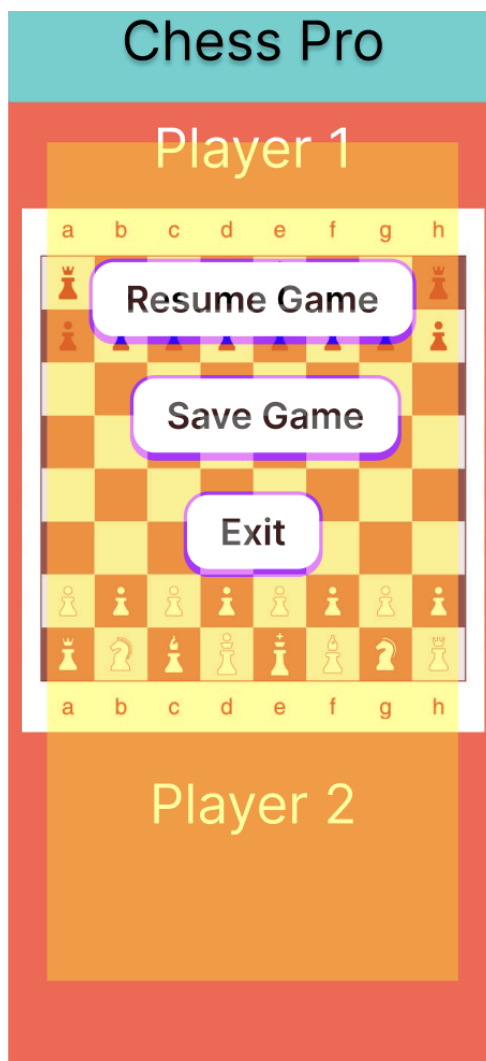 Chess Pro
Player 1
a b c d e f g h
Resume Game
Save Game
Exit
a b c d e f g h
Player 2